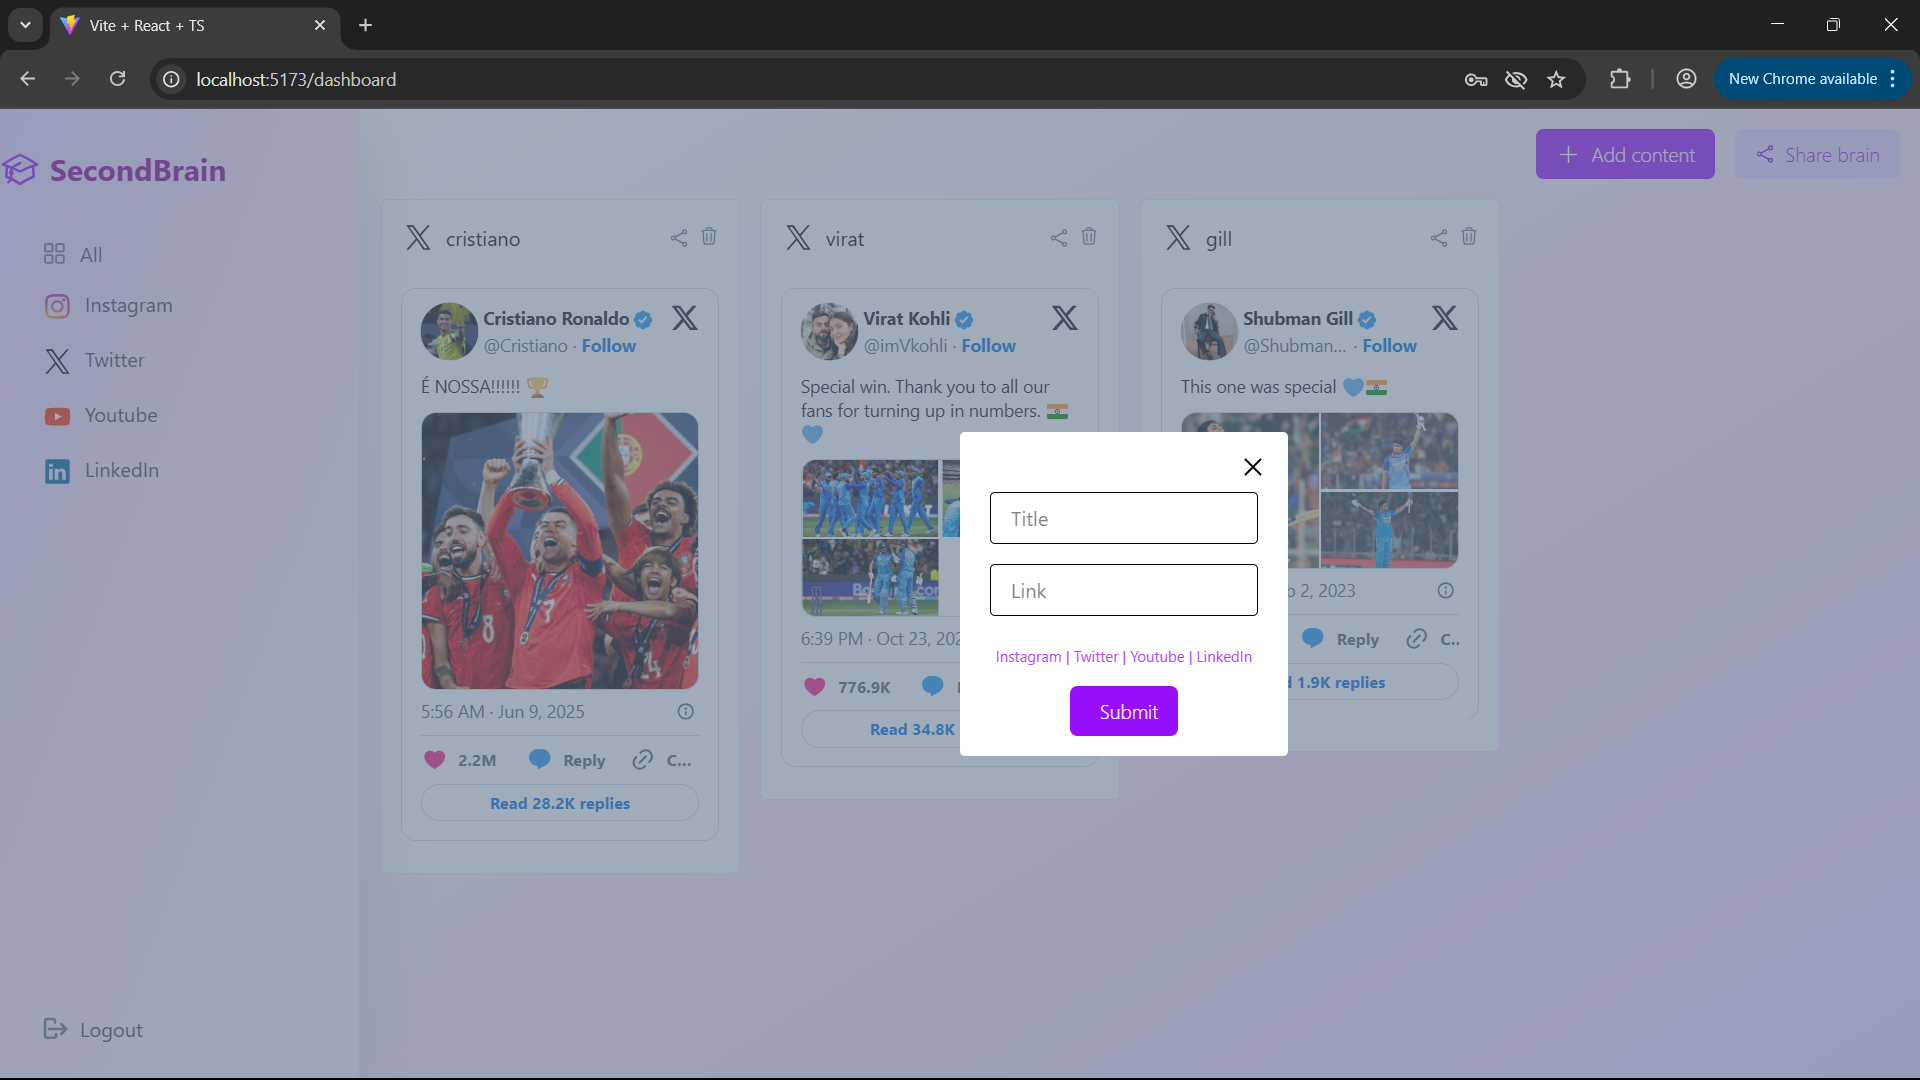 Vite + React + TS
localhost:5173/dashboard
New Chrome available
SecondBrain
All
Instagram
Twitter
Youtube
LinkedIn
Logout
Add content
Share brain
cristiano
Cristiano Ronaldo
@Cristiano · Follow
É NOSSA!!!!!! 🏆
8
7
5:56 AM · Jun 9, 2025
2.2M Reply C...
Read 28.2K replies
virat
Virat Kohli
@imVkohli · Follow
Special win. Thank you to all our
fans for turning up in numbers. 🇮🇳
💙
6:39 PM · Oct 23,
776.9K
Read 34.8K
gill
Shubman Gill
@Shubman... · Follow
This one was special 💙🇮🇳
2, 2023
Reply C..
1.9K replies
Title
Link
Instagram | Twitter | Youtube | LinkedIn
Submit